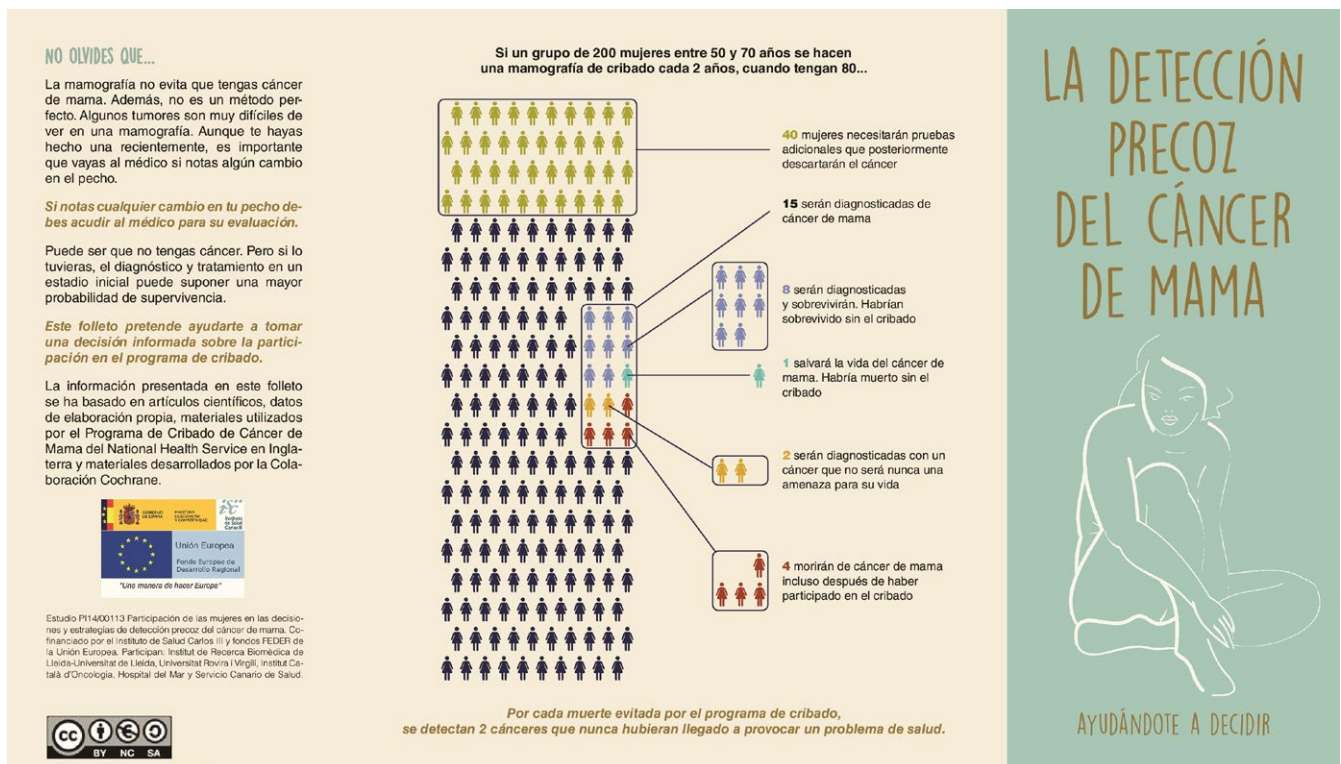 NO OLVIDES QUE...
La mamografía no evita que tengas cáncer
de mama. Además, no es un método per-
fecto. Algunos tumores son muy difíciles de
ver en una mamografía. Aunque te hayas
hecho una recientemente, es importante
que vayas al médico si notas algún cambio
en el pecho.
Si notas cualquier cambio en tu pecho de-
bes acudir al médico para su evaluación.
Puede ser que no tengas cáncer. Pero si lo
tuvieras, el diagnóstico y tratamiento en un
estadio inicial puede suponer una mayor
probabilidad de supervivencia.
Este folleto pretende ayudarte a tomar
una decisión informada sobre la partici-
pación en el programa de cribado.
La información presentada en este folleto
se ha basado en artículos científicos, datos
de elaboración propia, materiales utilizados
por el Programa de Cribado de Cáncer de
Mama del National Health Service en Ingla-
terra y materiales desarrollados por la Cola-
boración Cochrane.
GOBIERNO
DE ESPAÑA
MINISTERIO
DE ECONOMÍA
Y COMPETITIVIDAD
Instituto
de Salud
Carlos III
Unión Europea
Fondo Europeo de
Desarrollo Regional
"Una manera de hacer Europa"
Estudio PI14/00113 Participación de las mujeres en las decisio-
nes y estrategias de detección precoz del cáncer de mama. Co-
financiado por el Instituto de Salud Carlos III y fondos FEDER de
la Unión Europea. Participan: Institut de Recerca Biomèdica de
Lleida-Universitat de Lleida, Universitat Rovira i Virgili, Institut Ca-
talà d'Oncologia, Hospital del Mar y Servicio Canario de Salud.
cc
BY NC SA
Si un grupo de 200 mujeres entre 50 y 70 años se hacen
una mamografía de cribado cada 2 años, cuando tengan 80...
40 mujeres necesitarán pruebas
adicionales que posteriormente
descartarán el cáncer
15 serán diagnosticadas de
cáncer de mama
8 serán diagnosticadas
y sobrevivirán. Habrían
sobrevivido sin el cribado
1 salvará la vida del cáncer de
mama. Habría muerto sin el
cribado
2 serán diagnosticadas con un
cáncer que no será nunca una
amenaza para su vida
4 morirán de cáncer de mama
incluso después de haber
participado en el cribado
Por cada muerte evitada por el programa de cribado,
se detectan 2 cánceres que nunca hubieran llegado a provocar un problema de salud.
LA DETECCIÓN
PRECOZ
DEL CÁNCER
DE MAMA
AYUDÁNDOTE A DECIDIR